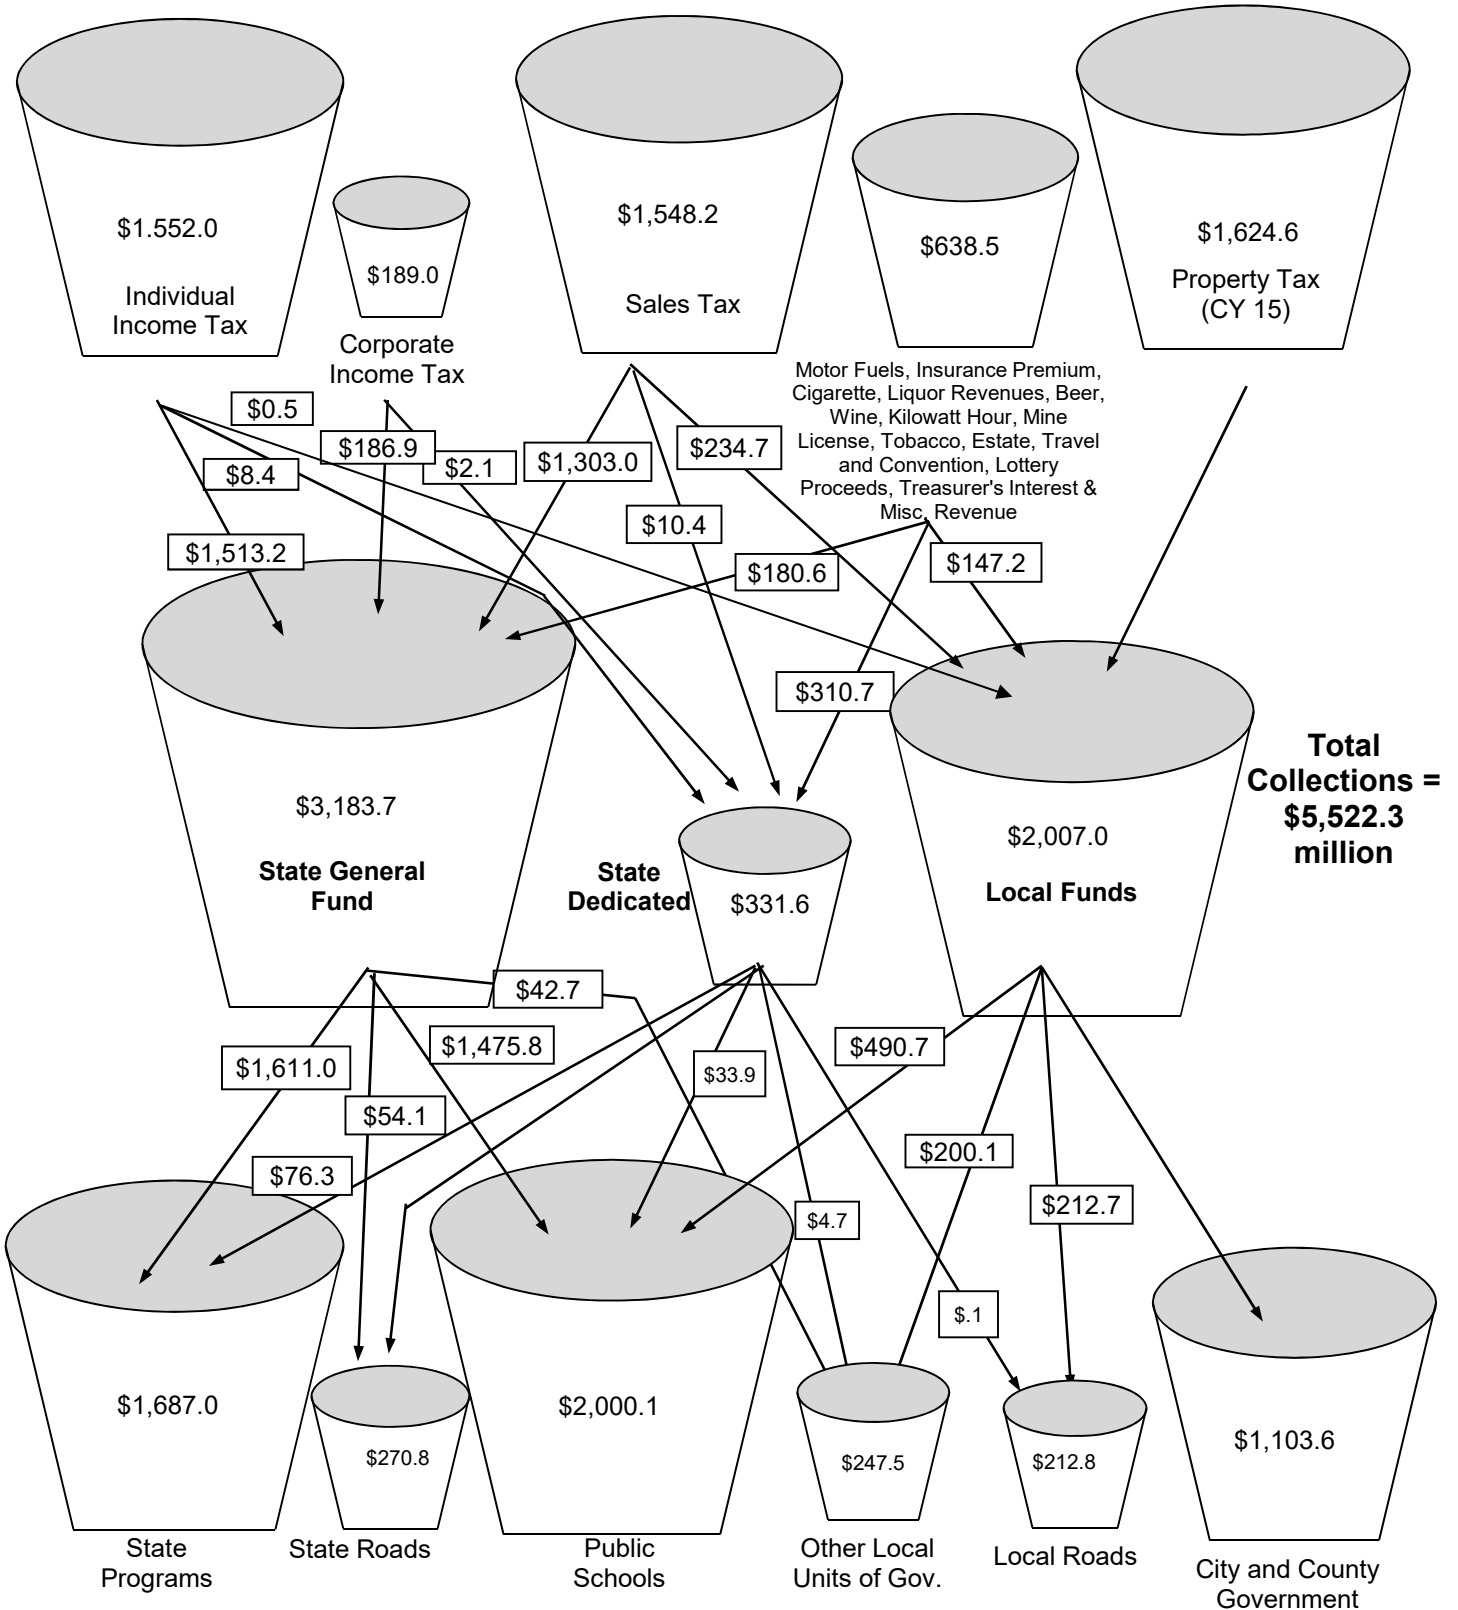 $1.552.0
Individual
Income Tax
$189.0
Corporate
Income Tax
$1,548.2
Sales Tax
$638.5
Motor Fuels, Insurance Premium,
Cigarette, Liquor Revenues, Beer,
Wine, Kilowatt Hour, Mine
License, Tobacco, Estate, Travel
and Convention, Lottery
Proceeds, Treasurer's Interest &
Misc. Revenue
$1,624.6
Property Tax
(CY 15)
$0.5
$8.4
$186.9
$2.1
$1,303.0
$234.7
$10.4
$1,513.2
$180.6
$147.2
$310.7
$3,183.7
State General
Fund
State
Dedicated
$331.6
$2,007.0
Local Funds
Total
Collections =
$5,522.3
million
$42.7
$1,475.8
$1,611.0
$54.1
$76.3
$33.9
$490.7
$200.1
$4.7
$212.7
$.1
$1,687.0
State
Programs
$270.8
State Roads
$2,000.1
Public
Schools
$247.5
Other Local
Units of Gov.
$212.8
Local Roads
$1,103.6
City and County
Government